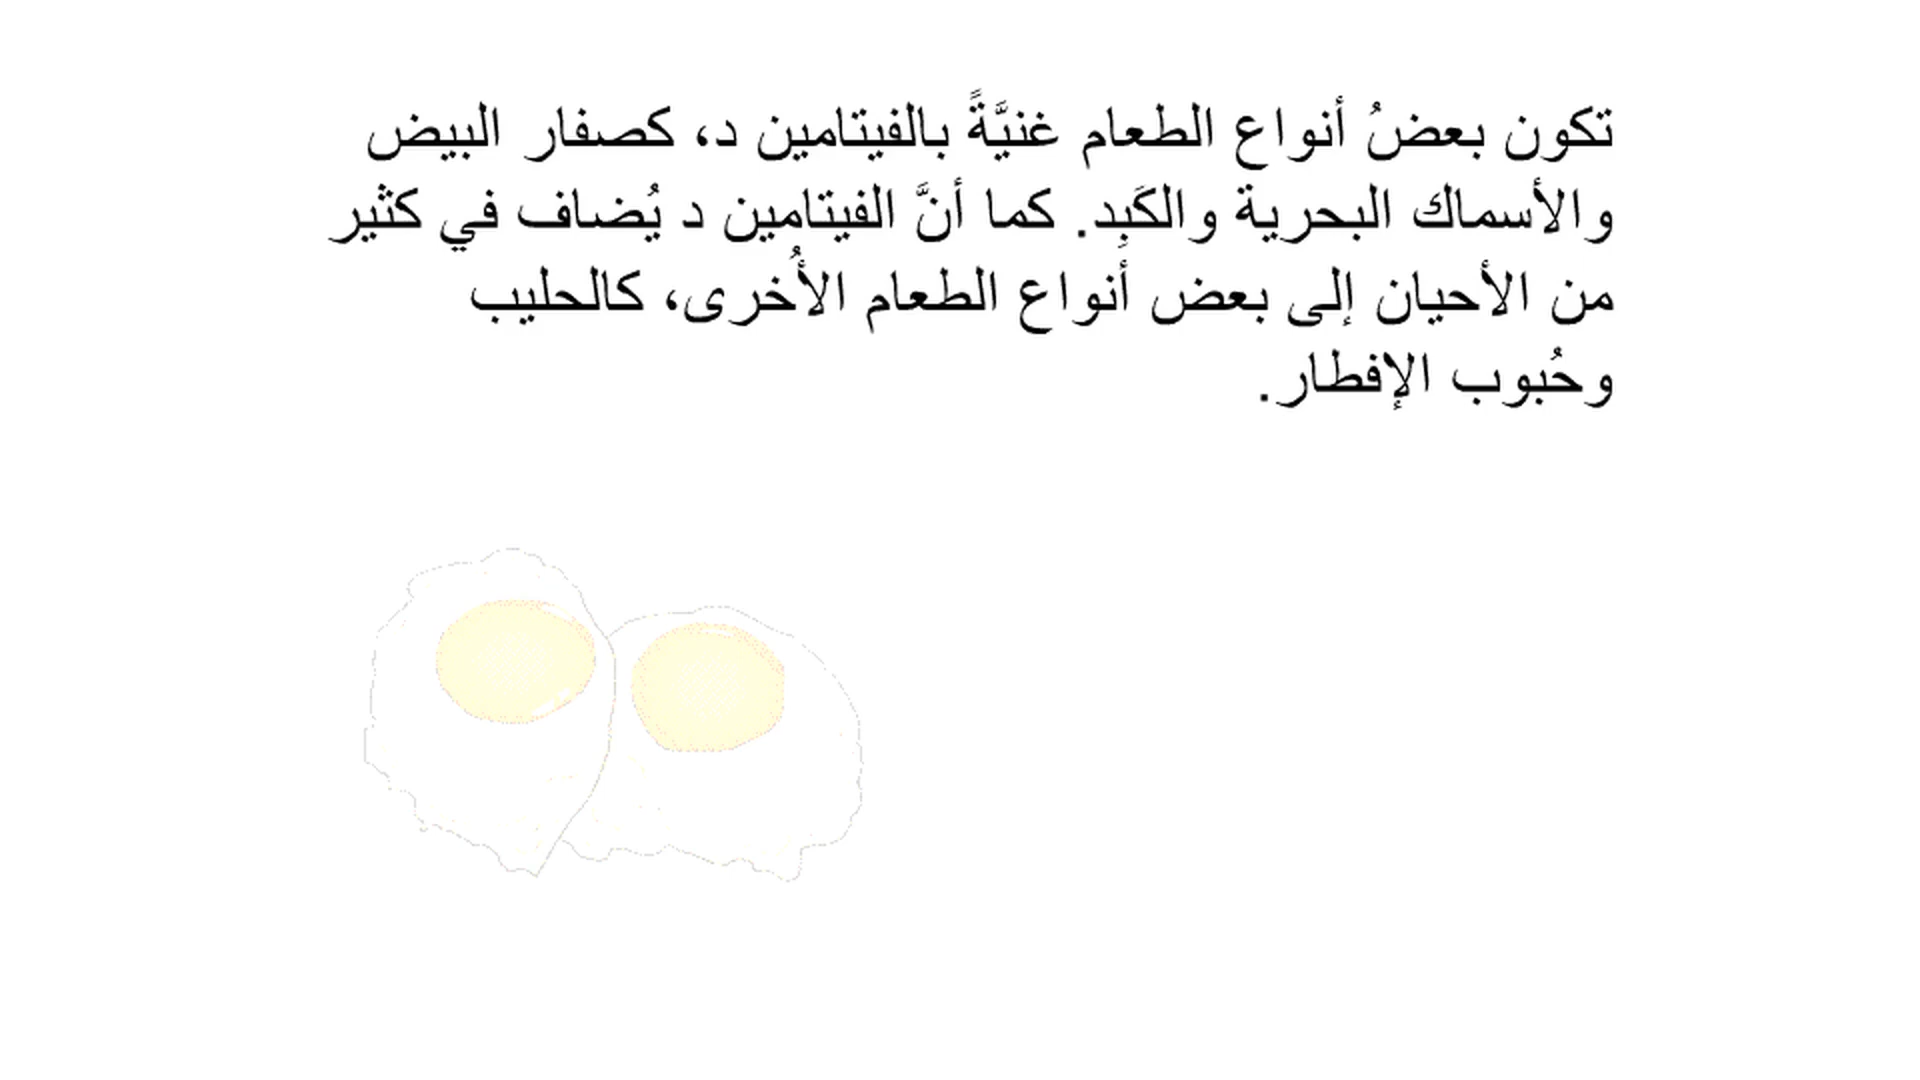 تكون بعضُ أنواع الطعام غنيَّةً بالفيتامين د، كصفار البيض
والأسماك البحرية والكَبِد. كما أنَّ الفيتامين د يُضاف في كثير
من الأحيان إلى بعض أنواع الطعام الأُخرى، كالحليب
وحُبوب الإفطار.